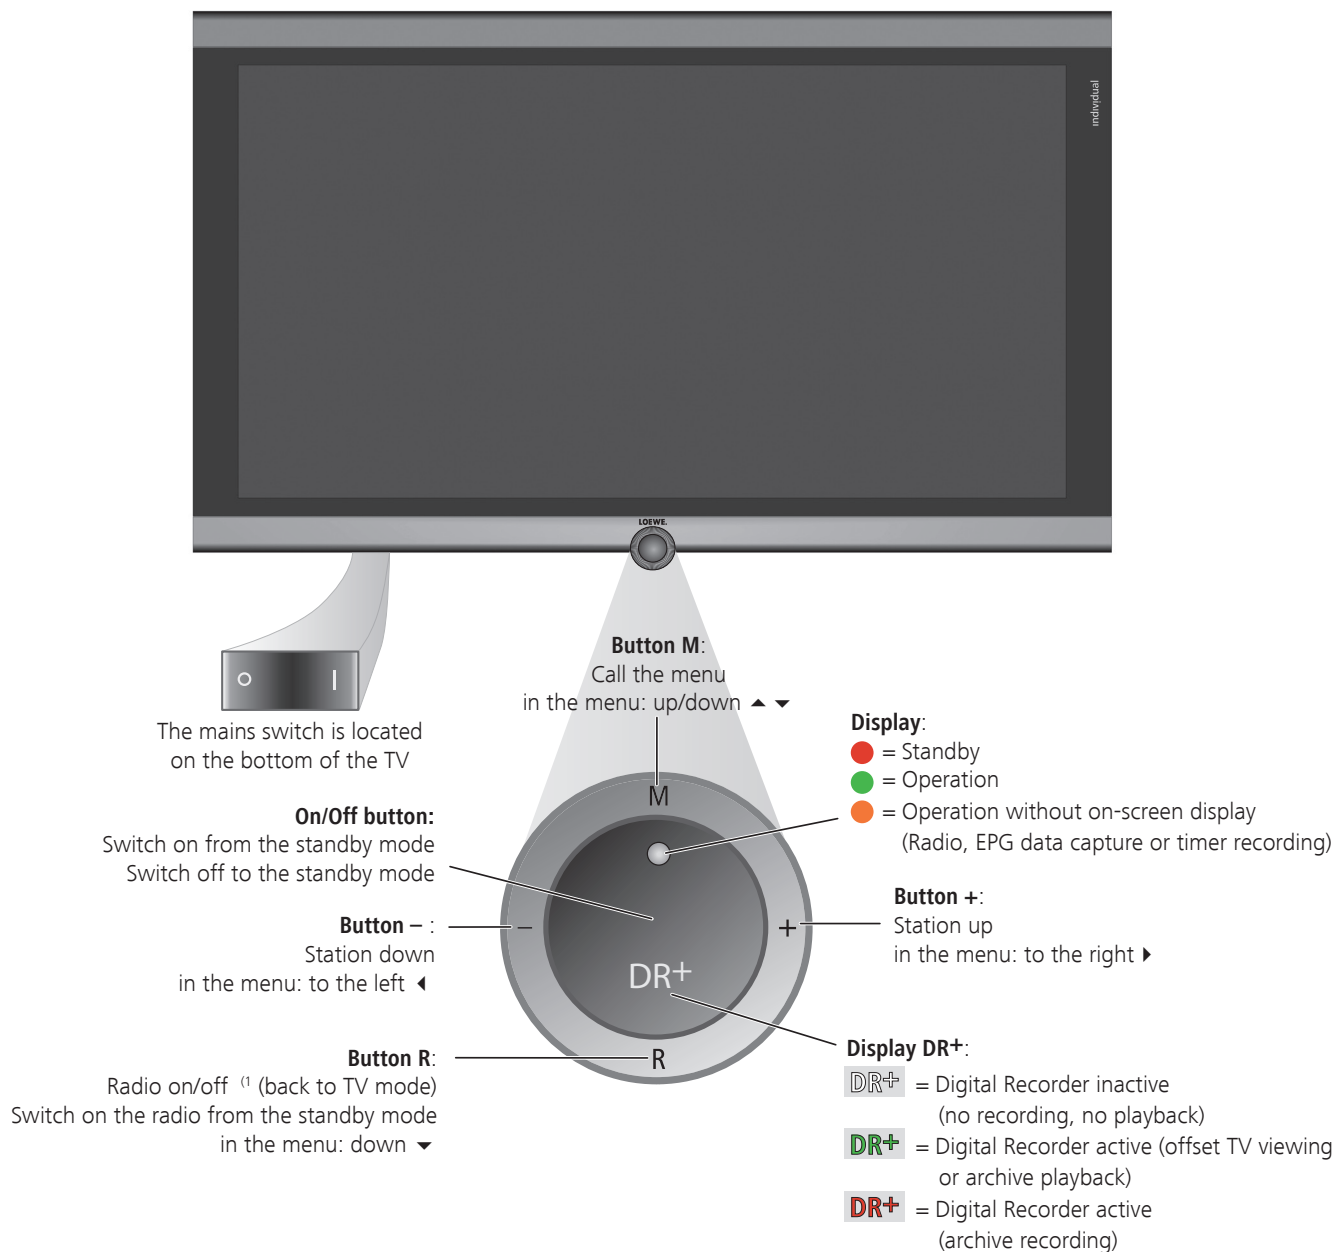 individual
LOEWE.
O I
The mains switch is located
on the bottom of the TV
Button M:
Call the menu
in the menu: up/down ▲ ▼
Display:
= Standby
= Operation
= Operation without on-screen display
(Radio, EPG data capture or timer recording)
On/Off button:
Switch on from the standby mode
Switch off to the standby mode
Button – :
Station down
in the menu: to the left ◀
Button R:
Radio on/off (1 (back to TV mode)
Switch on the radio from the standby mode
in the menu: down ▼
M
–
+
DR+
R
Button +:
Station up
in the menu: to the right ▶
Display DR+:
DR+ = Digital Recorder inactive
(no recording, no playback)
DR+ = Digital Recorder active (offset TV viewing
or archive playback)
DR+ = Digital Recorder active
(archive recording)